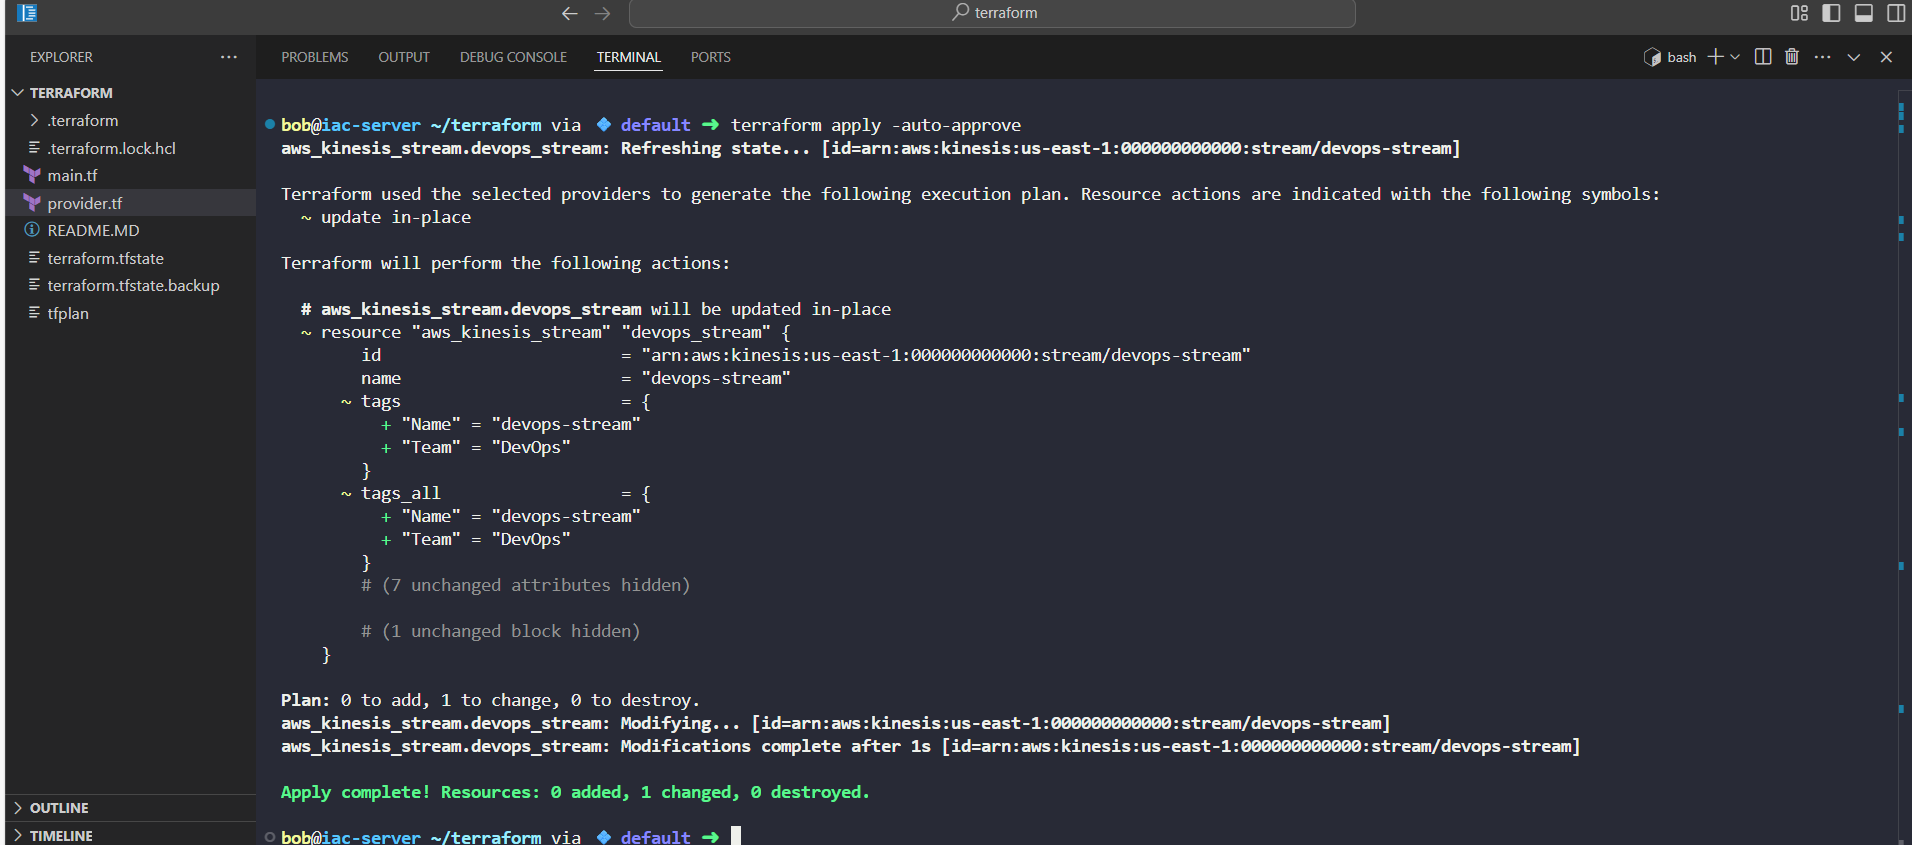 terraform
EXPLORER ···
PROBLEMS OUTPUT DEBUG CONSOLE TERMINAL PORTS
bash
TERRAFORM
.terraform
.terraform.lock.hcl
main.tf
provider.tf
README.MD
terraform.tfstate
terraform.tfstate.backup
tfplan
OUTLINE
TIMELINE
bob@iac-server ~/terraform via default ➜ terraform apply -auto-approve
aws_kinesis_stream.devops_stream: Refreshing state... [id=arn:aws:kinesis:us-east-1:000000000000:stream/devops-stream]
Terraform used the selected providers to generate the following execution plan. Resource actions are indicated with the following symbols:
~ update in-place
Terraform will perform the following actions:
# aws_kinesis_stream.devops_stream will be updated in-place
~ resource "aws_kinesis_stream" "devops_stream" {
id = "arn:aws:kinesis:us-east-1:000000000000:stream/devops-stream"
name = "devops-stream"
~ tags = {
+ "Name" = "devops-stream"
+ "Team" = "DevOps"
}
~ tags_all = {
+ "Name" = "devops-stream"
+ "Team" = "DevOps"
}
# (7 unchanged attributes hidden)
# (1 unchanged block hidden)
}
Plan: 0 to add, 1 to change, 0 to destroy.
aws_kinesis_stream.devops_stream: Modifying... [id=arn:aws:kinesis:us-east-1:000000000000:stream/devops-stream]
aws_kinesis_stream.devops_stream: Modifications complete after 1s [id=arn:aws:kinesis:us-east-1:000000000000:stream/devops-stream]
Apply complete! Resources: 0 added, 1 changed, 0 destroyed.
bob@iac-server ~/terraform via default ➜